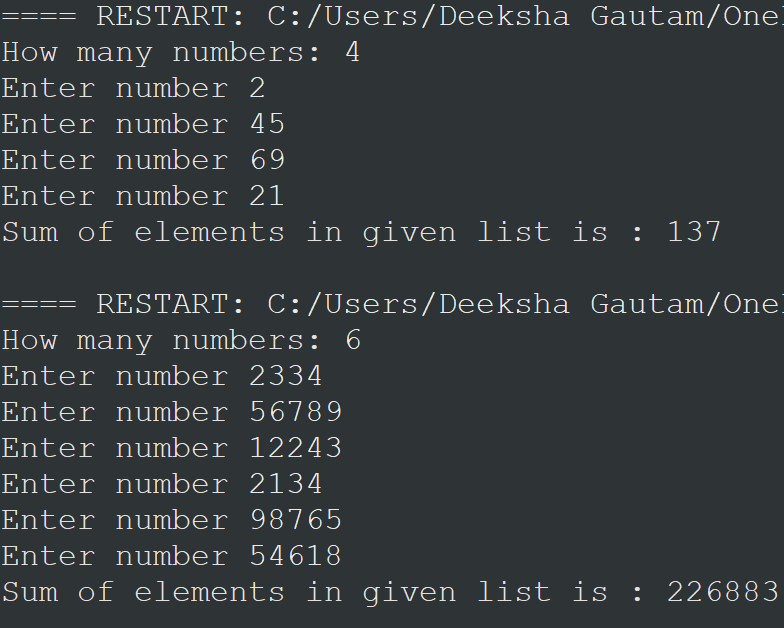 ==== RESTART: C:/Users/Deeksha Gautam/One
How many numbers: 4
Enter number 2
Enter number 45
Enter number 69
Enter number 21
Sum of elements in given list is : 137
==== RESTART: C:/Users/Deeksha Gautam/One
How many numbers: 6
Enter number 2334
Enter number 56789
Enter number 12243
Enter number 2134
Enter number 98765
Enter number 54618
Sum of elements in given list is : 226883